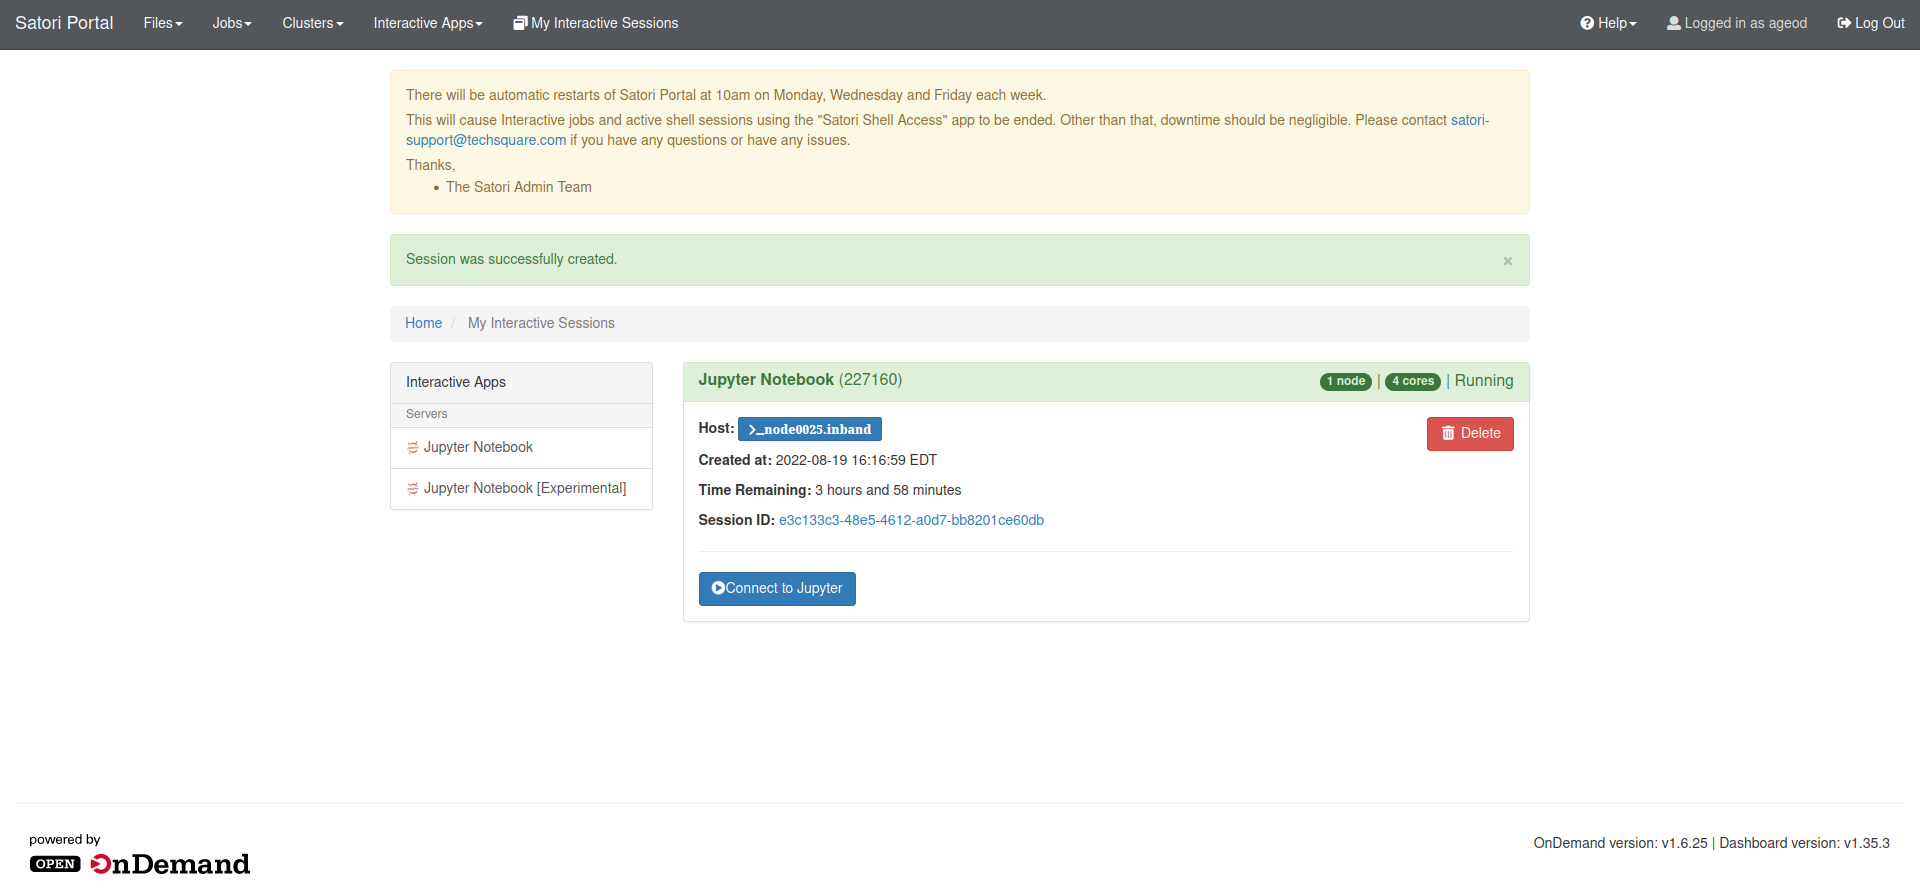 Satori Portal Files Jobs Clusters Interactive Apps My Interactive Sessions Help Logged in as ageod Log Out
There will be automatic restarts of Satori Portal at 10am on Monday, Wednesday and Friday each week.
This will cause Interactive jobs and active shell sessions using the "Satori Shell Access" app to be ended. Other than that, downtime should be negligible. Please contact satori-
support@techsquare.com if you have any questions or have any issues.
Thanks,
• The Satori Admin Team
Session was successfully created. ×
Home / My Interactive Sessions
Interactive Apps
Servers
Jupyter Notebook
Jupyter Notebook [Experimental]
Jupyter Notebook (227160) 1 node | 4 cores | Running
Host: >_node0025.inband Delete
Created at: 2022-08-19 16:16:59 EDT
Time Remaining: 3 hours and 58 minutes
Session ID: e3c133c3-48e5-4612-a0d7-bb8201ce60db
Connect to Jupyter
powered by
OPEN OnDemand
OnDemand version: v1.6.25 | Dashboard version: v1.35.3